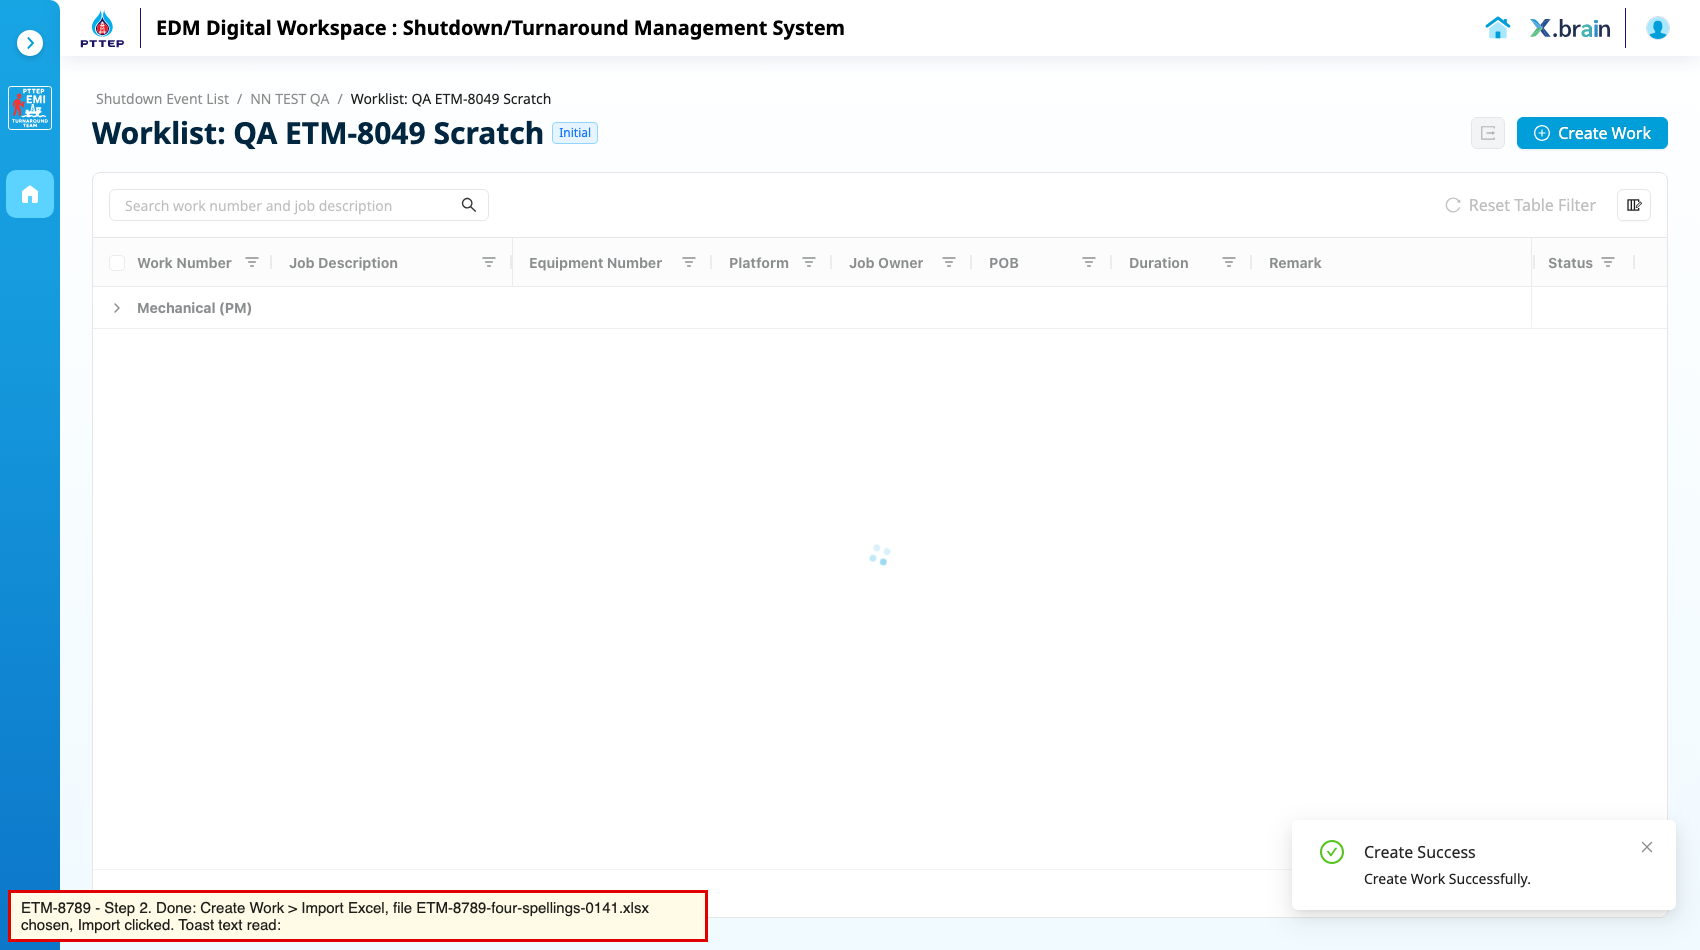 PTTEP
EDM Digital Workspace : Shutdown/Turnaround Management System
X.brain
PTTEP
EMI
TURNAROUND
TEAM
Shutdown Event List / NN TEST QA / Worklist: QA ETM-8049 Scratch
Worklist: QA ETM-8049 Scratch
Initial
Create Work
Search work number and job description
Reset Table Filter
Work Number
Job Description
Equipment Number
Platform
Job Owner
POB
Duration
Remark
Status
Mechanical (PM)
Create Success
Create Work Successfully.
ETM-8789 - Step 2. Done: Create Work > Import Excel, file ETM-8789-four-spellings-0141.xlsx
chosen, Import clicked. Toast text read: